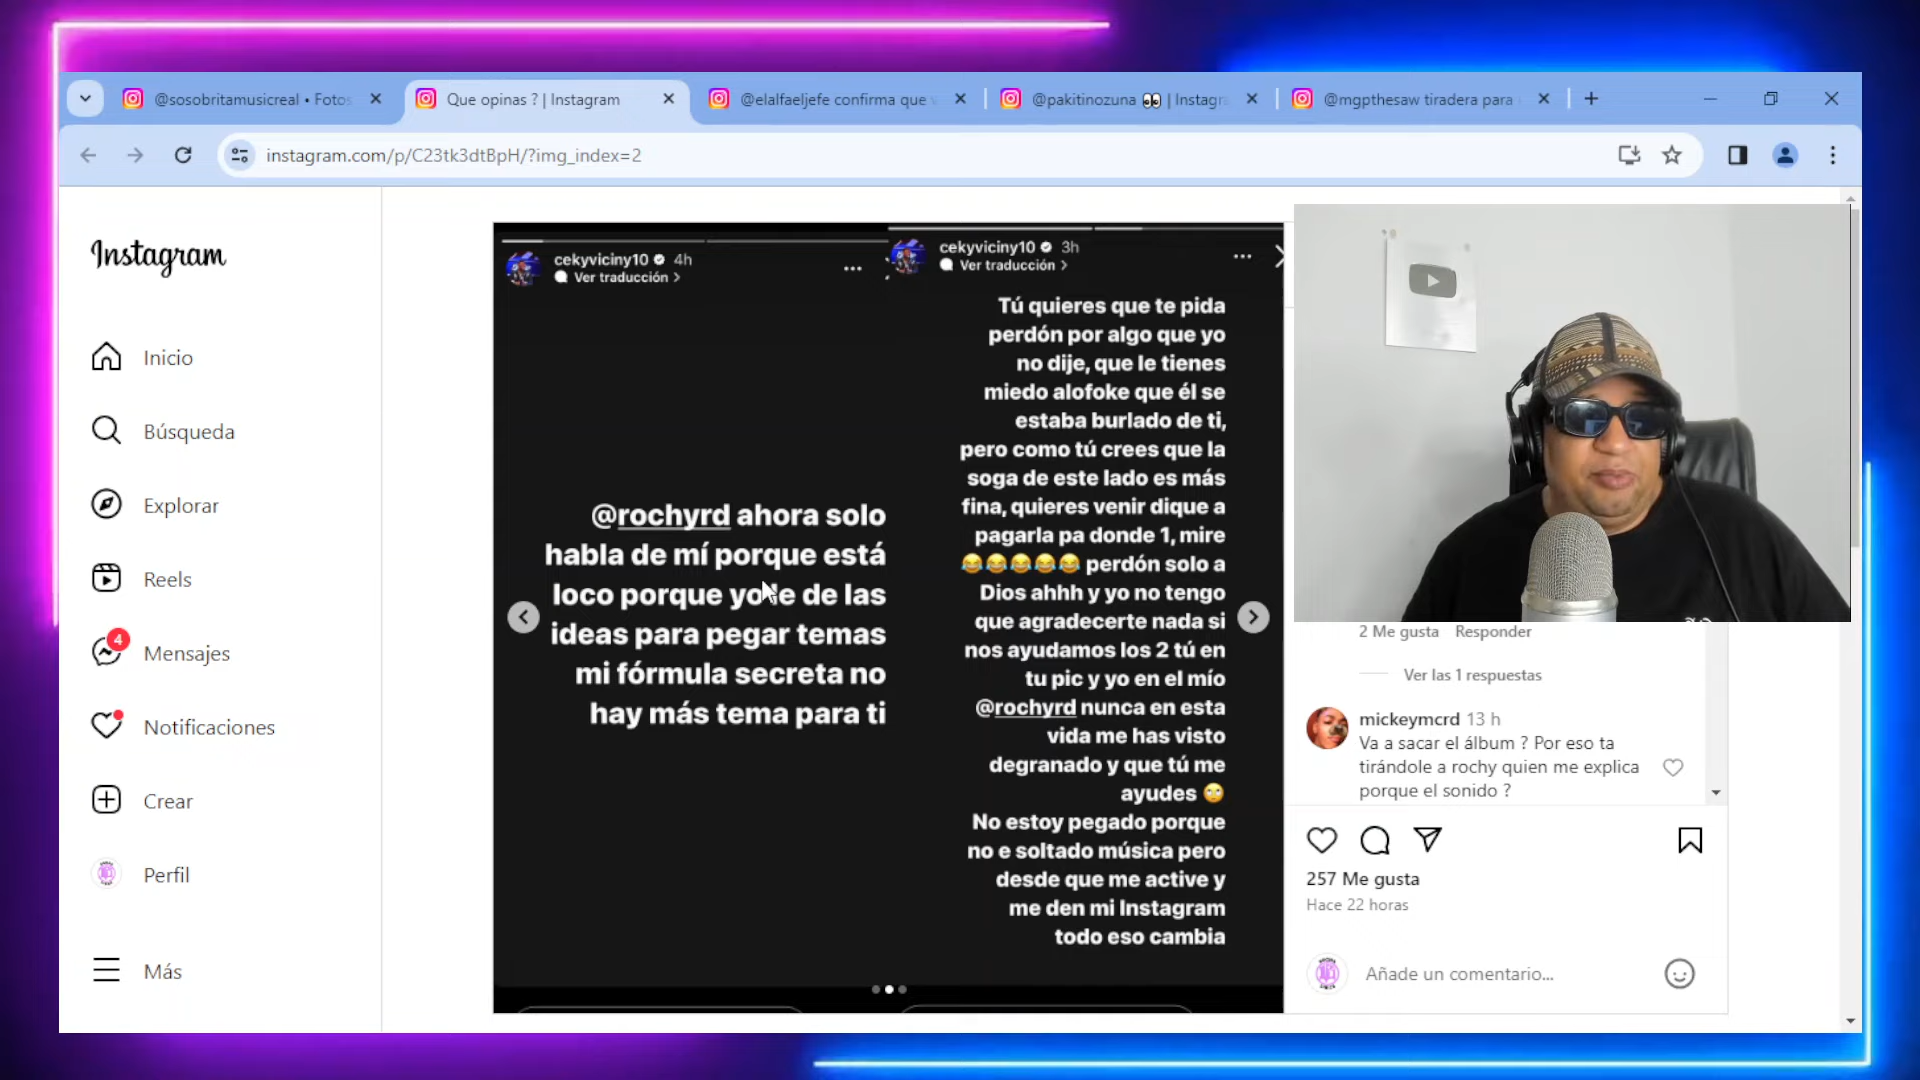 @sosobritamusicreal • Fotos
Que opinas ? | Instagram
@elalfaeljefe confirma que
@pakitinozuna 👀 | Instagr
@mgpthesaw tiradera para
instagram.com/p/C23tk3dtBpH/?img_index=2
Instagram
Inicio
Búsqueda
Explorar
Reels
4
Mensajes
Notificaciones
Crear
Perfil
Más
cekyviciny10 4h
Ver traducción >
@rochyrd ahora solo
habla de mí porque está
loco porque yo le de las
ideas para pegar temas
mi fórmula secreta no
hay más tema para ti
cekyviciny10 3h
Ver traducción >
Tú quieres que te pida
perdón por algo que yo
no dije, que le tienes
miedo alofoke que él se
estaba burlado de ti,
pero como tú crees que la
soga de este lado es más
fina, quieres venir dique a
pagarla pa donde 1, mire
😂😂😂😂😂 perdón solo a
Dios ahhh y yo no tengo
que agradecerte nada si
nos ayudamos los 2 tú en
tu pic y yo en el mío
@rochyrd nunca en esta
vida me has visto
degranado y que tú me
ayudes 🙄
No estoy pegado porque
no e soltado música pero
desde que me active y
me den mi Instagram
todo eso cambia
2 Me gusta Responder
Ver las 1 respuestas
mickeymcrd 13 h
Va a sacar el álbum ? Por eso ta
tirándole a rochy quien me explica
porque el sonido ?
257 Me gusta
Hace 22 horas
Añade un comentario...